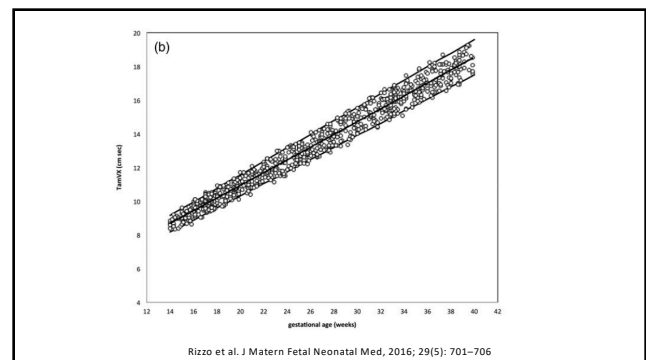 (b)
20
18
16
14
12
10
8
6
4
TamVX (cm sec)
12 14 16 18 20 22 24 26 28 30 32 34 36 38 40 42
gestational age (weeks)
Rizzo et al. J Matern Fetal Neonatal Med, 2016; 29(5): 701–706